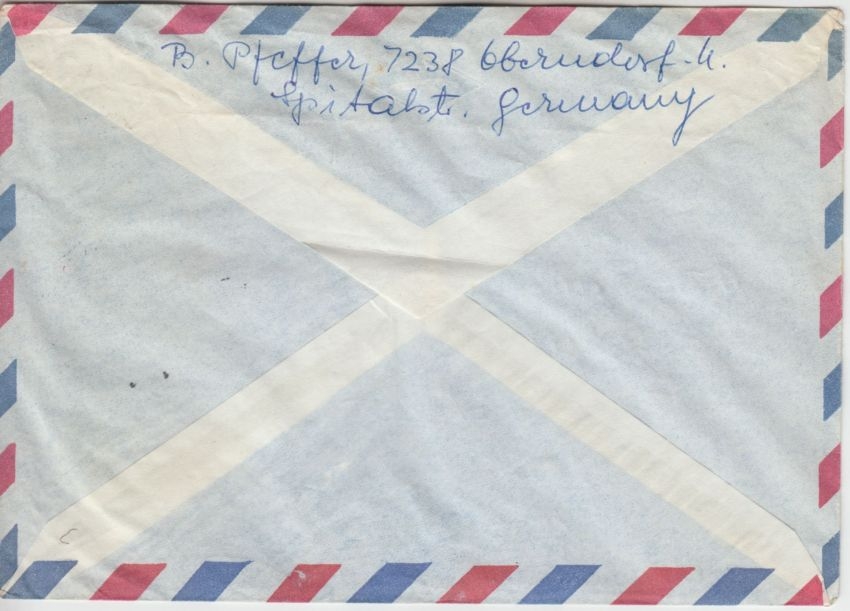 B. Pfeffer, 7238 Oberndorf-N.
Spitalstr. Germany